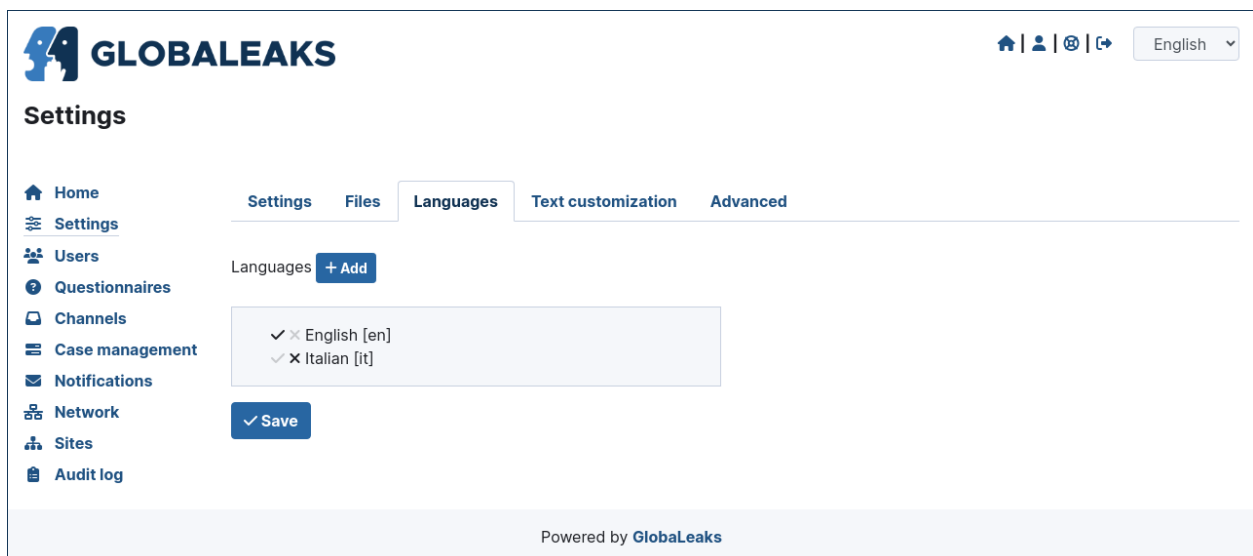 GLOBALEAKS
English
Settings
Home
Settings
Users
Questionnaires
Channels
Case management
Notifications
Network
Sites
Audit log
Settings Files Languages Text customization Advanced
Languages + Add
English [en]
Italian [it]
Save
Powered by GlobaLeaks